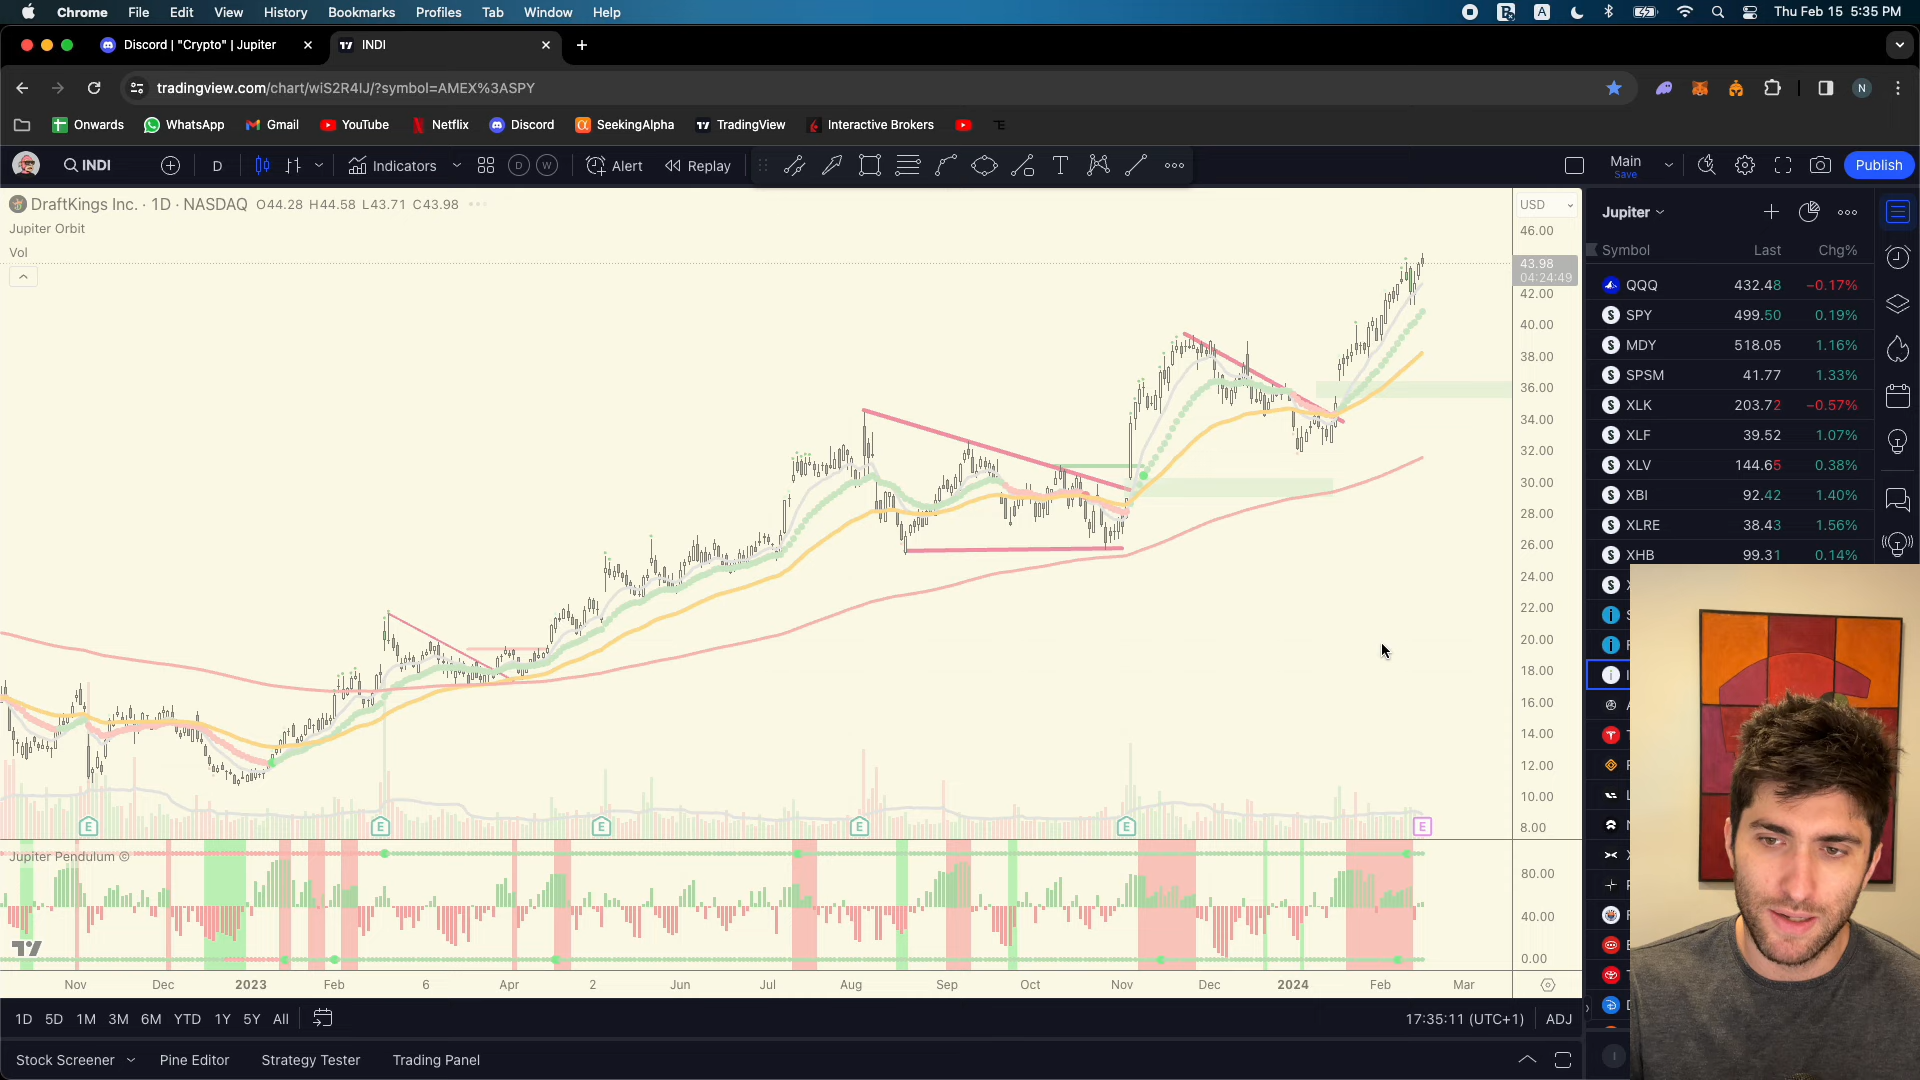 Chrome File Edit View History Bookmarks Profiles Tab Window Help A Thu Feb 15 5:35 PM
Discord | "Crypto" | Jupiter INDI
tradingview.com/chart/wiS2R4lJ/?symbol=AMEX%3ASPY N
Onwards WhatsApp Gmail YouTube Netflix Discord SeekingAlpha TradingView Interactive Brokers TE
INDI D Indicators D W Alert Replay T Main Save Publish
DraftKings Inc. · 1D · NASDAQ O44.28 H44.58 L43.71 C43.98
Jupiter Orbit
Vol
USD
46.00
43.98
04:24:49
42.00
40.00
38.00
36.00
34.00
32.00
30.00
28.00
26.00
24.00
22.00
20.00
18.00
16.00
14.00
12.00
10.00
8.00
E E E E E E
Jupiter Pendulum
80.00
40.00
0.00
Nov Dec 2023 Feb 6 Apr 2 Jun Jul Aug Sep Oct Nov Dec 2024 Feb Mar
1D 5D 1M 3M 6M YTD 1Y 5Y All 17:35:11 (UTC+1) ADJ
Stock Screener Pine Editor Strategy Tester Trading Panel
Jupiter
Symbol Last Chg%
QQQ 432.48 −0.17%
SPY 499.50 0.19%
MDY 518.05 1.16%
SPSM 41.77 1.33%
XLK 203.72 −0.57%
XLF 39.52 1.07%
XLV 144.65 0.38%
XBI 92.42 1.40%
XLRE 38.43 1.56%
XHB 99.31 0.14%